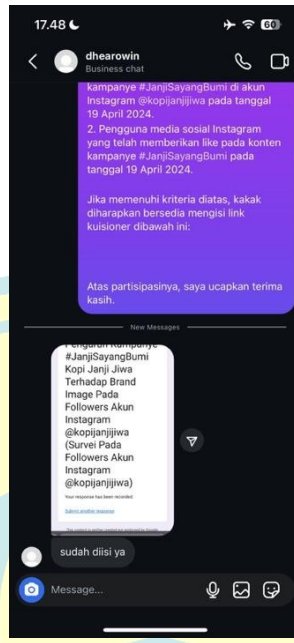 17.48
60
dhearowin
Business chat
kampanye #JanjiSayangBumi di akun
Instagram @kopijanjijiwa pada tanggal
19 April 2024.
2. Pengguna media sosial Instagram
yang telah memberikan like pada konten
kampanye #JanjiSayangBumi pada
tanggal 19 April 2024.
Jika memenuhi kriteria diatas, kakak
diharapkan bersedia mengisi link
kuisioner dibawah ini:
Atas partisipasinya, saya ucapkan terima
kasih.
New Messages
Pengaruh Kampanye
#JanjiSayangBumi
Kopi Janji Jiwa
Terhadap Brand
Image Pada
Followers Akun
Instagram
@kopijanjijiwa
(Survei Pada
Followers Akun
Instagram
@kopijanjijiwa)
Your response has been recorded
Submit another response
sudah diisi ya
Message...